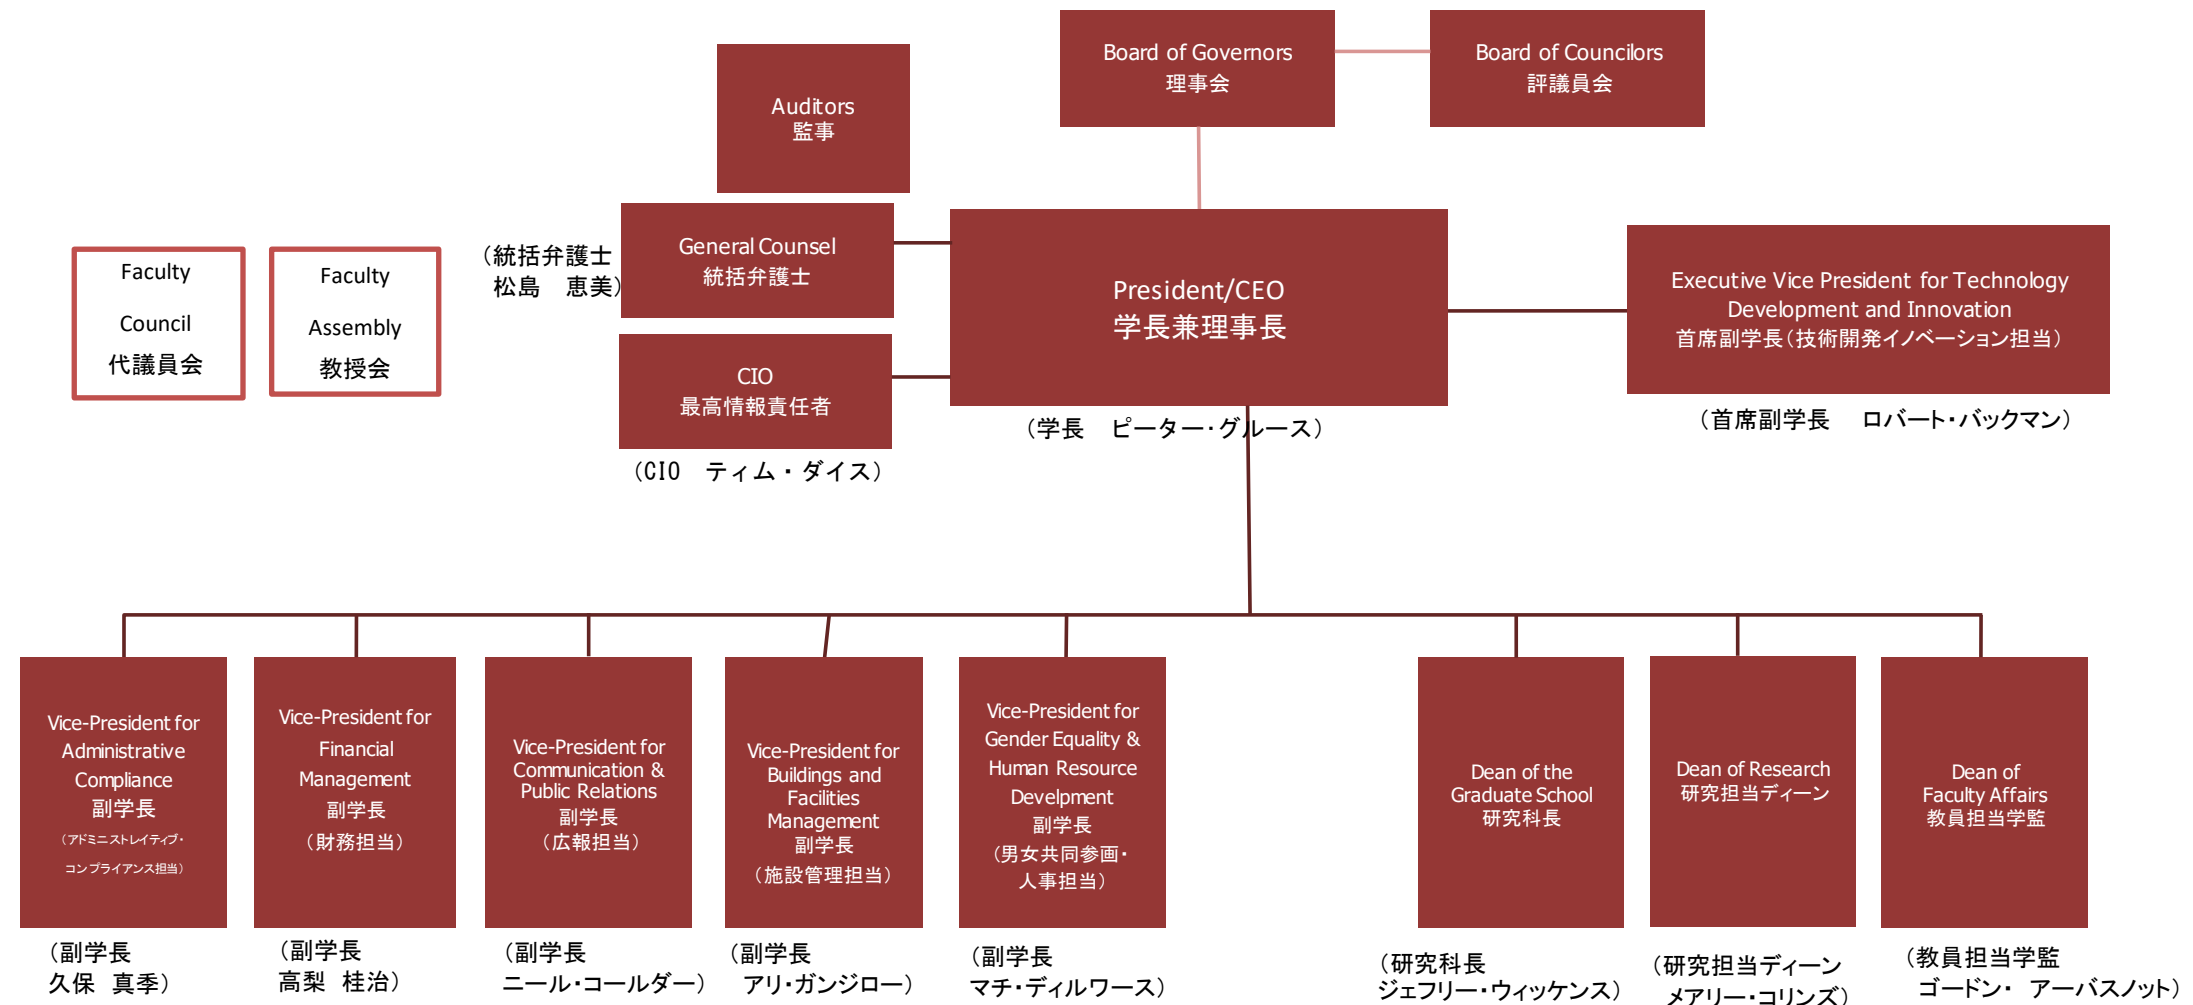 Board of Governors
理事会
Board of Councilors
評議員会
Auditors
監事
General Counsel
統括弁護士
（統括弁護士
松島　恵美）
Faculty
Council
代議員会
Faculty
Assembly
教授会
President/CEO
学長兼理事長
（学長　ピーター・グルース）
Executive Vice President for Technology
Development and Innovation
首席副学長（技術開発イノベーション担当）
（首席副学長　ロバート・バックマン）
CIO
最高情報責任者
（CIO　ティム・ダイス）
Vice-President for
Administrative
Compliance
副学長
（アドミニストレイティブ・
コンプライアンス担当）
（副学長
久保　真季）
Vice-President for
Financial
Management
副学長
（財務担当）
（副学長
高梨　桂治）
Vice-President for
Communication &
Public Relations
副学長
（広報担当）
（副学長
ニール・コールダー）
Vice-President for
Buildings and
Facilities
Management
副学長
（施設管理担当）
（副学長
アリ・ガンジロー）
Vice-President for
Gender Equality &
Human Resource
Develpment
副学長
（男女共同参画・
人事担当）
（副学長
マチ・ディルワース）
Dean of the
Graduate School
研究科長
（研究科長
ジェフリー・ウィッケンス）
Dean of Research
研究担当ディーン
（研究担当ディーン
メアリー・コリンズ）
Dean of
Faculty Affairs
教員担当学監
（教員担当学監
ゴードン・ アーバスノット）